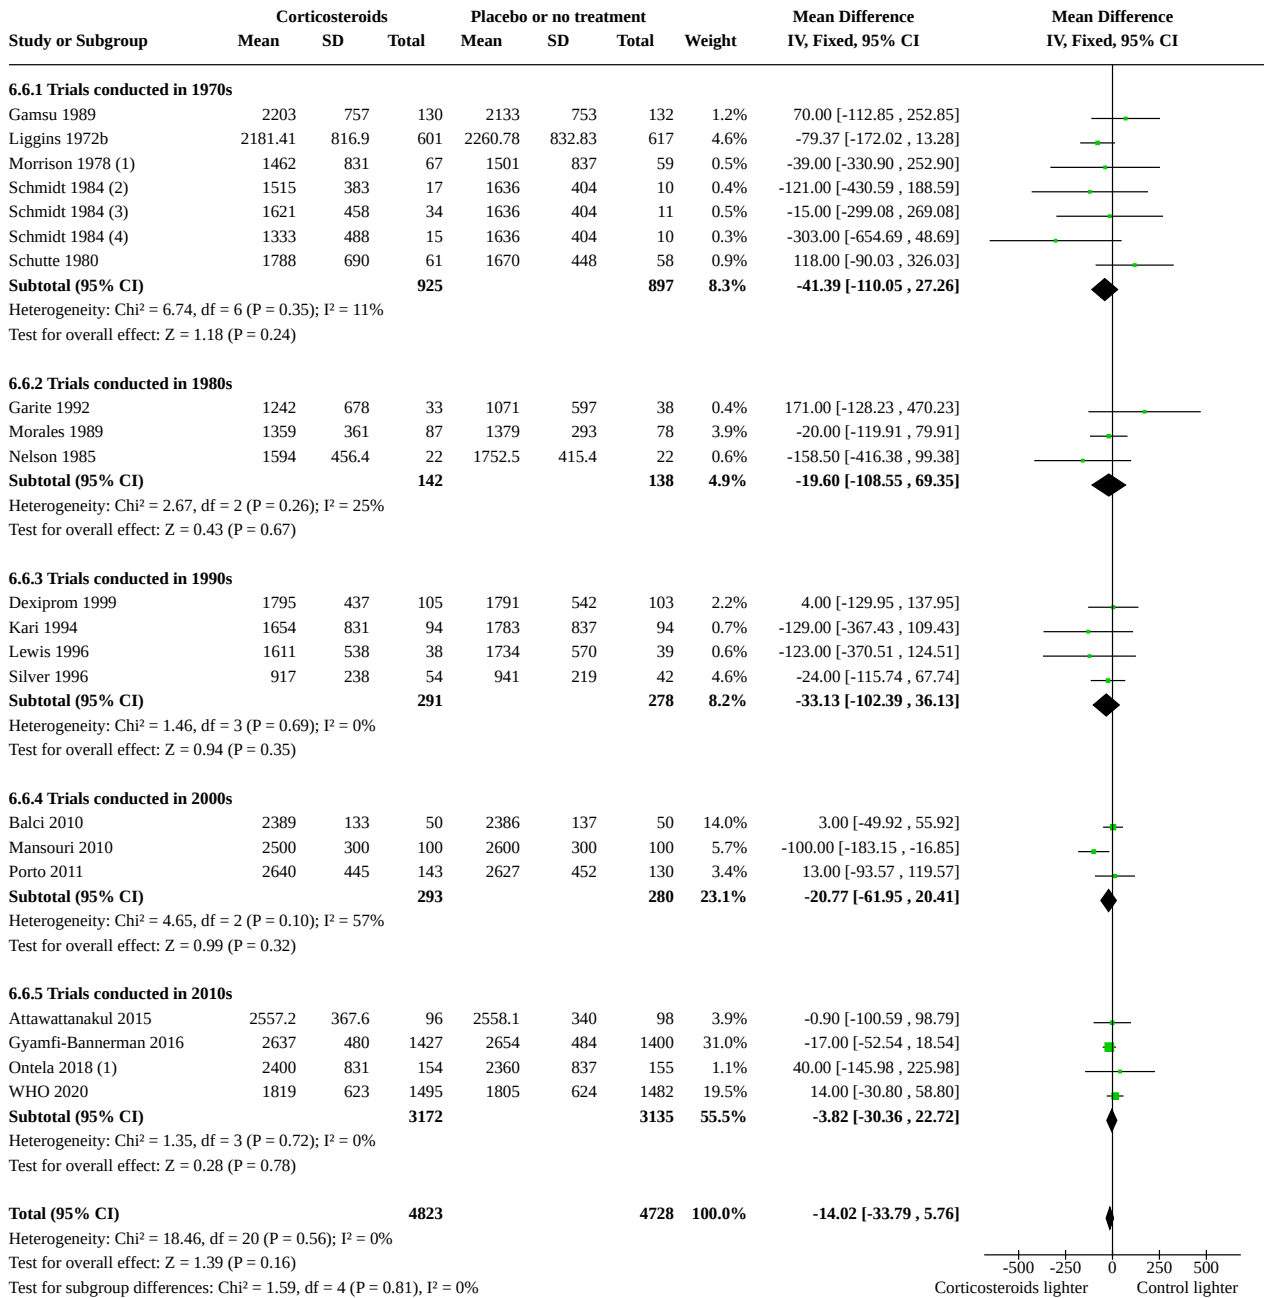 Corticosteroids Placebo or no treatment Mean Difference Mean Difference
Study or Subgroup Mean SD Total Mean SD Total Weight IV, Fixed, 95% CI IV, Fixed, 95% CI
6.6.1 Trials conducted in 1970s
Gamsu 1989 2203 757 130 2133 753 132 1.2% 70.00 [-112.85 , 252.85]
Liggins 1972b 2181.41 816.9 601 2260.78 832.83 617 4.6% -79.37 [-172.02 , 13.28]
Morrison 1978 (1) 1462 831 67 1501 837 59 0.5% -39.00 [-330.90 , 252.90]
Schmidt 1984 (2) 1515 383 17 1636 404 10 0.4% -121.00 [-430.59 , 188.59]
Schmidt 1984 (3) 1621 458 34 1636 404 11 0.5% -15.00 [-299.08 , 269.08]
Schmidt 1984 (4) 1333 488 15 1636 404 10 0.3% -303.00 [-654.69 , 48.69]
Schutte 1980 1788 690 61 1670 448 58 0.9% 118.00 [-90.03 , 326.03]
Subtotal (95% CI) 925 897 8.3% -41.39 [-110.05 , 27.26]
Heterogeneity: Chi² = 6.74, df = 6 (P = 0.35); I² = 11%
Test for overall effect: Z = 1.18 (P = 0.24)
6.6.2 Trials conducted in 1980s
Garite 1992 1242 678 33 1071 597 38 0.4% 171.00 [-128.23 , 470.23]
Morales 1989 1359 361 87 1379 293 78 3.9% -20.00 [-119.91 , 79.91]
Nelson 1985 1594 456.4 22 1752.5 415.4 22 0.6% -158.50 [-416.38 , 99.38]
Subtotal (95% CI) 142 138 4.9% -19.60 [-108.55 , 69.35]
Heterogeneity: Chi² = 2.67, df = 2 (P = 0.26); I² = 25%
Test for overall effect: Z = 0.43 (P = 0.67)
6.6.3 Trials conducted in 1990s
Dexiprom 1999 1795 437 105 1791 542 103 2.2% 4.00 [-129.95 , 137.95]
Kari 1994 1654 831 94 1783 837 94 0.7% -129.00 [-367.43 , 109.43]
Lewis 1996 1611 538 38 1734 570 39 0.6% -123.00 [-370.51 , 124.51]
Silver 1996 917 238 54 941 219 42 4.6% -24.00 [-115.74 , 67.74]
Subtotal (95% CI) 291 278 8.2% -33.13 [-102.39 , 36.13]
Heterogeneity: Chi² = 1.46, df = 3 (P = 0.69); I² = 0%
Test for overall effect: Z = 0.94 (P = 0.35)
6.6.4 Trials conducted in 2000s
Balci 2010 2389 133 50 2386 137 50 14.0% 3.00 [-49.92 , 55.92]
Mansouri 2010 2500 300 100 2600 300 100 5.7% -100.00 [-183.15 , -16.85]
Porto 2011 2640 445 143 2627 452 130 3.4% 13.00 [-93.57 , 119.57]
Subtotal (95% CI) 293 280 23.1% -20.77 [-61.95 , 20.41]
Heterogeneity: Chi² = 4.65, df = 2 (P = 0.10); I² = 57%
Test for overall effect: Z = 0.99 (P = 0.32)
6.6.5 Trials conducted in 2010s
Attawattanakul 2015 2557.2 367.6 96 2558.1 340 98 3.9% -0.90 [-100.59 , 98.79]
Gyamfi-Bannerman 2016 2637 480 1427 2654 484 1400 31.0% -17.00 [-52.54 , 18.54]
Ontela 2018 (1) 2400 831 154 2360 837 155 1.1% 40.00 [-145.98 , 225.98]
WHO 2020 1819 623 1495 1805 624 1482 19.5% 14.00 [-30.80 , 58.80]
Subtotal (95% CI) 3172 3135 55.5% -3.82 [-30.36 , 22.72]
Heterogeneity: Chi² = 1.35, df = 3 (P = 0.72); I² = 0%
Test for overall effect: Z = 0.28 (P = 0.78)
Total (95% CI) 4823 4728 100.0% -14.02 [-33.79 , 5.76]
Heterogeneity: Chi² = 18.46, df = 20 (P = 0.56); I² = 0%
Test for overall effect: Z = 1.39 (P = 0.16)
-500 -250 0 250 500
Test for subgroup differences: Chi² = 1.59, df = 4 (P = 0.81), I² = 0%
Corticosteroids lighter Control lighter